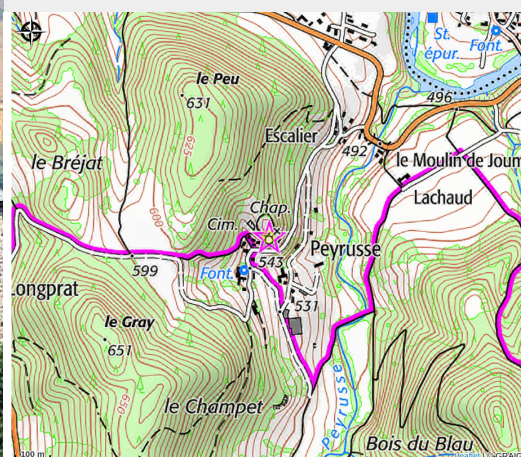 le Peu
631
625
St.
épur.
Font.
496
Escalier
492
le Bréjat
600
le Moulin de Joum
Lachaud
Chap.
Cim.
Peyrusse
543
599
Font.
Longprat
531
le Gray
651
650
le Champet
Peyrusse
Bois du Blau
100 m
Leaflet